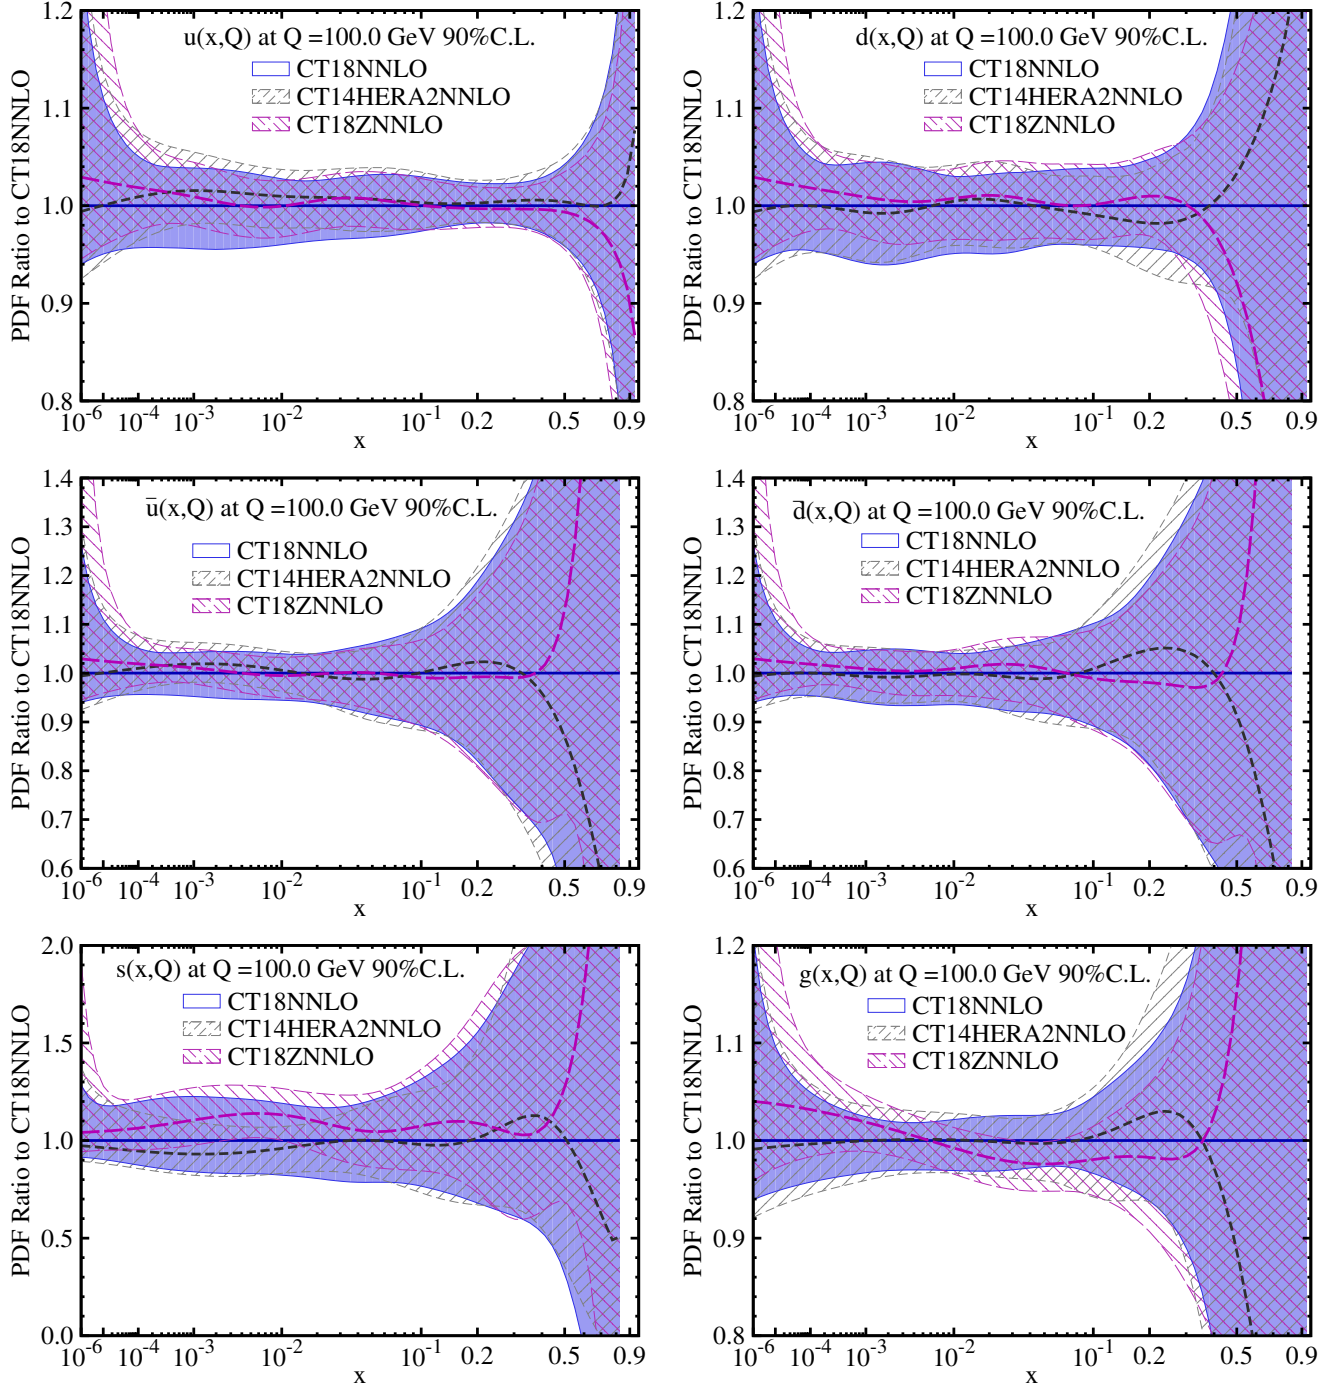 PDF Ratio to CT18NNLO
u(x,Q) at Q =100.0 GeV 90%C.L.
CT18NNLO
CT14HERA2NNLO
CT18ZNNLO
1.2
1.1
1.0
0.9
0.8
10^-6 10^-4 10^-3 10^-2 10^-1 0.2 0.5 0.9
x
PDF Ratio to CT18NNLO
d(x,Q) at Q =100.0 GeV 90%C.L.
CT18NNLO
CT14HERA2NNLO
CT18ZNNLO
1.2
1.1
1.0
0.9
0.8
10^-6 10^-4 10^-3 10^-2 10^-1 0.2 0.5 0.9
x
PDF Ratio to CT18NNLO
ū(x,Q) at Q =100.0 GeV 90%C.L.
CT18NNLO
CT14HERA2NNLO
CT18ZNNLO
1.4
1.3
1.2
1.1
1.0
0.9
0.8
0.7
0.6
10^-6 10^-4 10^-3 10^-2 10^-1 0.2 0.5 0.9
x
PDF Ratio to CT18NNLO
d̄(x,Q) at Q =100.0 GeV 90%C.L.
CT18NNLO
CT14HERA2NNLO
CT18ZNNLO
1.4
1.3
1.2
1.1
1.0
0.9
0.8
0.7
0.6
10^-6 10^-4 10^-3 10^-2 10^-1 0.2 0.5 0.9
x
PDF Ratio to CT18NNLO
s(x,Q) at Q =100.0 GeV 90%C.L.
CT18NNLO
CT14HERA2NNLO
CT18ZNNLO
2.0
1.5
1.0
0.5
0.0
10^-6 10^-4 10^-3 10^-2 10^-1 0.2 0.5 0.9
x
PDF Ratio to CT18NNLO
g(x,Q) at Q =100.0 GeV 90%C.L.
CT18NNLO
CT14HERA2NNLO
CT18ZNNLO
1.2
1.1
1.0
0.9
0.8
10^-6 10^-4 10^-3 10^-2 10^-1 0.2 0.5 0.9
x